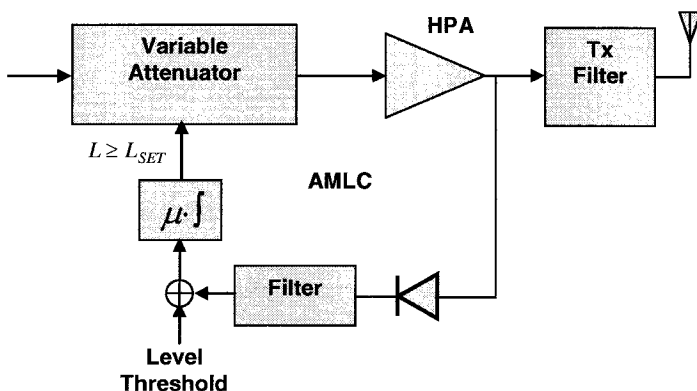 HPA
Variable
Attenuator
Tx
Filter
L ≥ L_SET
AMLC
μ·∫
Filter
Level
Threshold